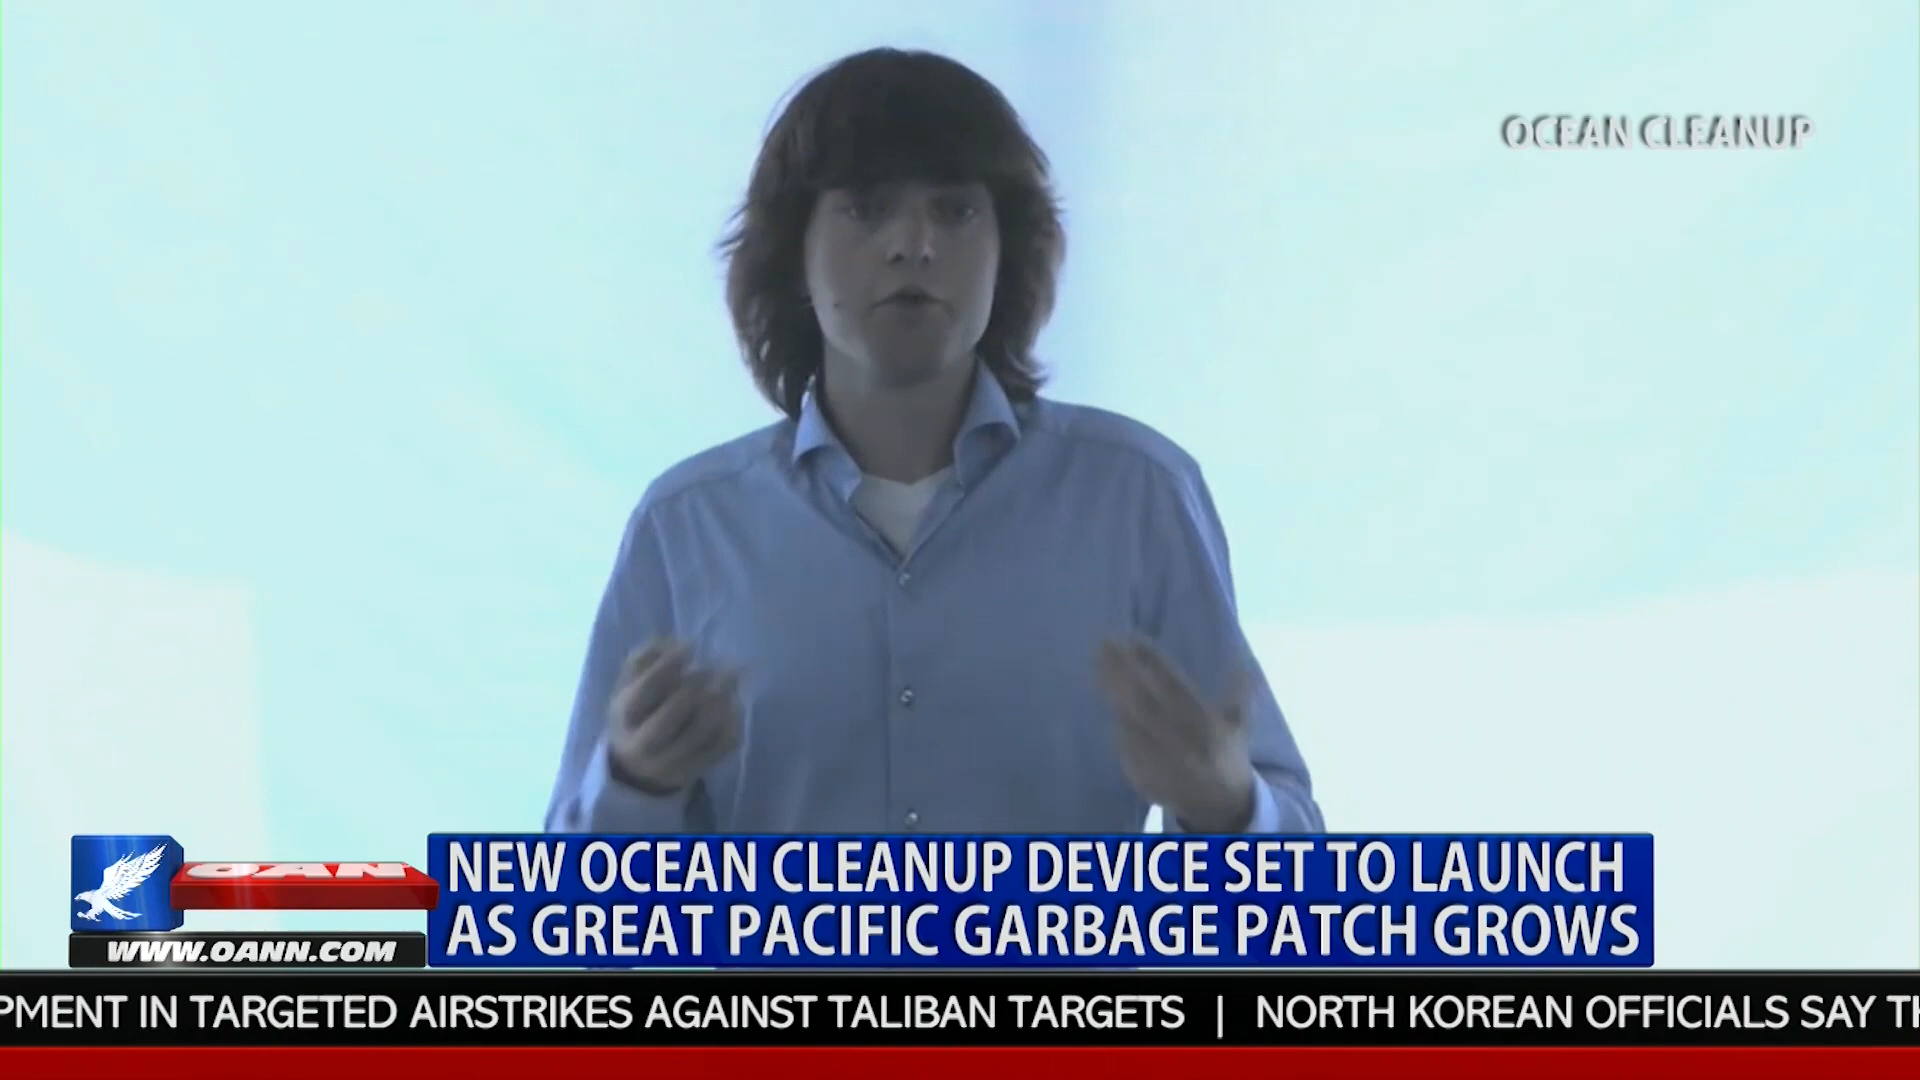 OCEAN CLEANUP
OAN
WWW.OANN.COM
NEW OCEAN CLEANUP DEVICE SET TO LAUNCH
AS GREAT PACIFIC GARBAGE PATCH GROWS
PMENT IN TARGETED AIRSTRIKES AGAINST TALIBAN TARGETS | NORTH KOREAN OFFICIALS SAY TH